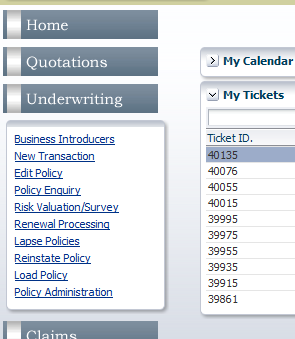 Home
Quotations
Underwriting
Business Introducers
New Transaction
Edit Policy
Policy Enquiry
Risk Valuation/Survey
Renewal Processing
Lapse Policies
Reinstate Policy
Load Policy
Policy Administration
Claims
My Calendar
My Tickets
Ticket ID.
40135
40076
40055
40015
39995
39975
39955
39935
39915
39861